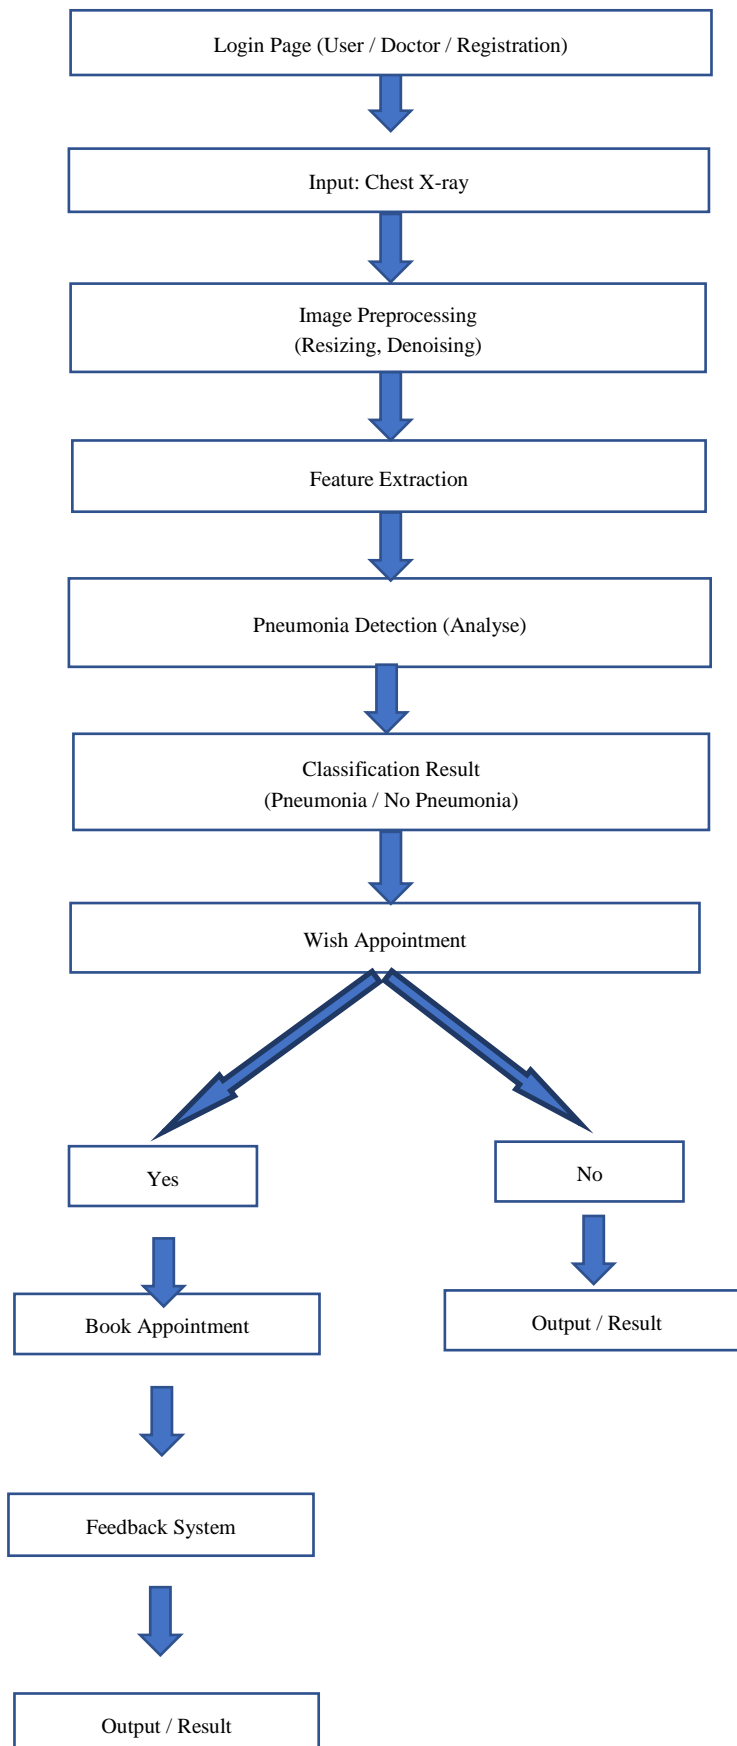 Login Page (User / Doctor / Registration)
Input: Chest X-ray
Image Preprocessing
(Resizing, Denoising)
Feature Extraction
Pneumonia Detection (Analyse)
Classification Result
(Pneumonia / No Pneumonia)
Wish Appointment
Yes
No
Book Appointment
Output / Result
Feedback System
Output / Result